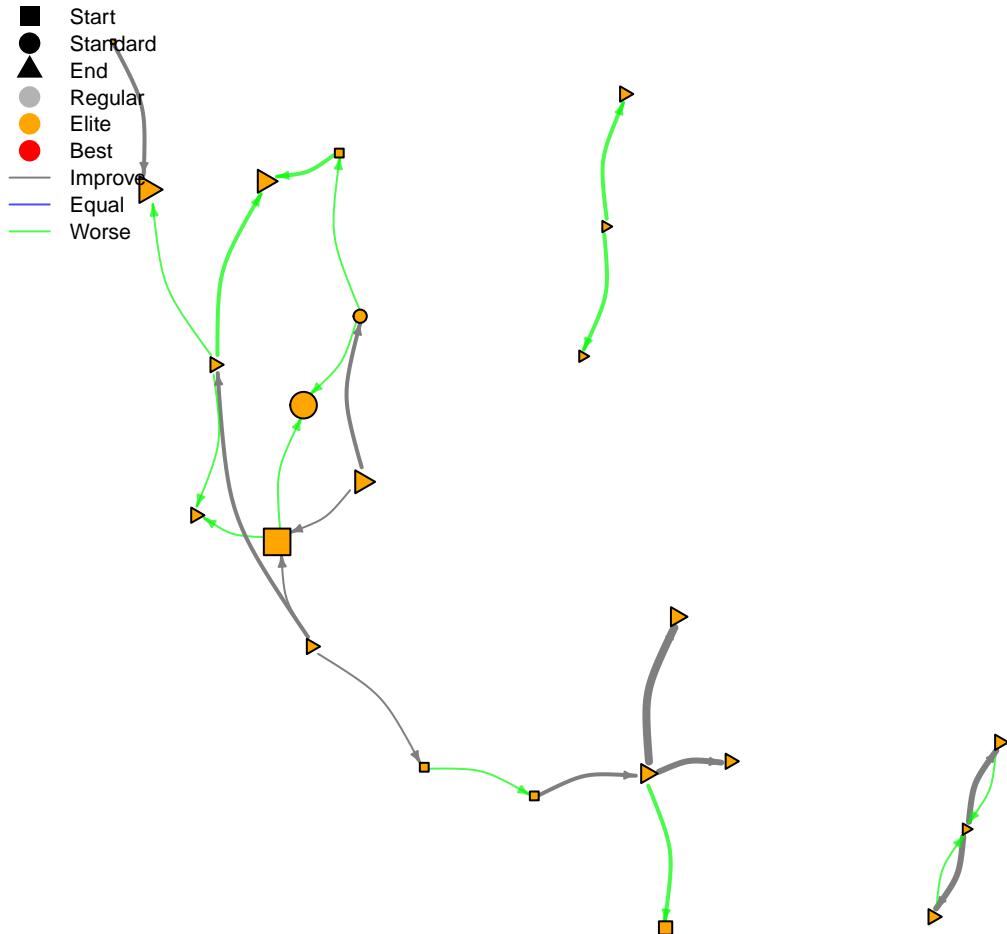 Start
Standard
End
Regular
Elite
Best
Improve
Equal
Worse